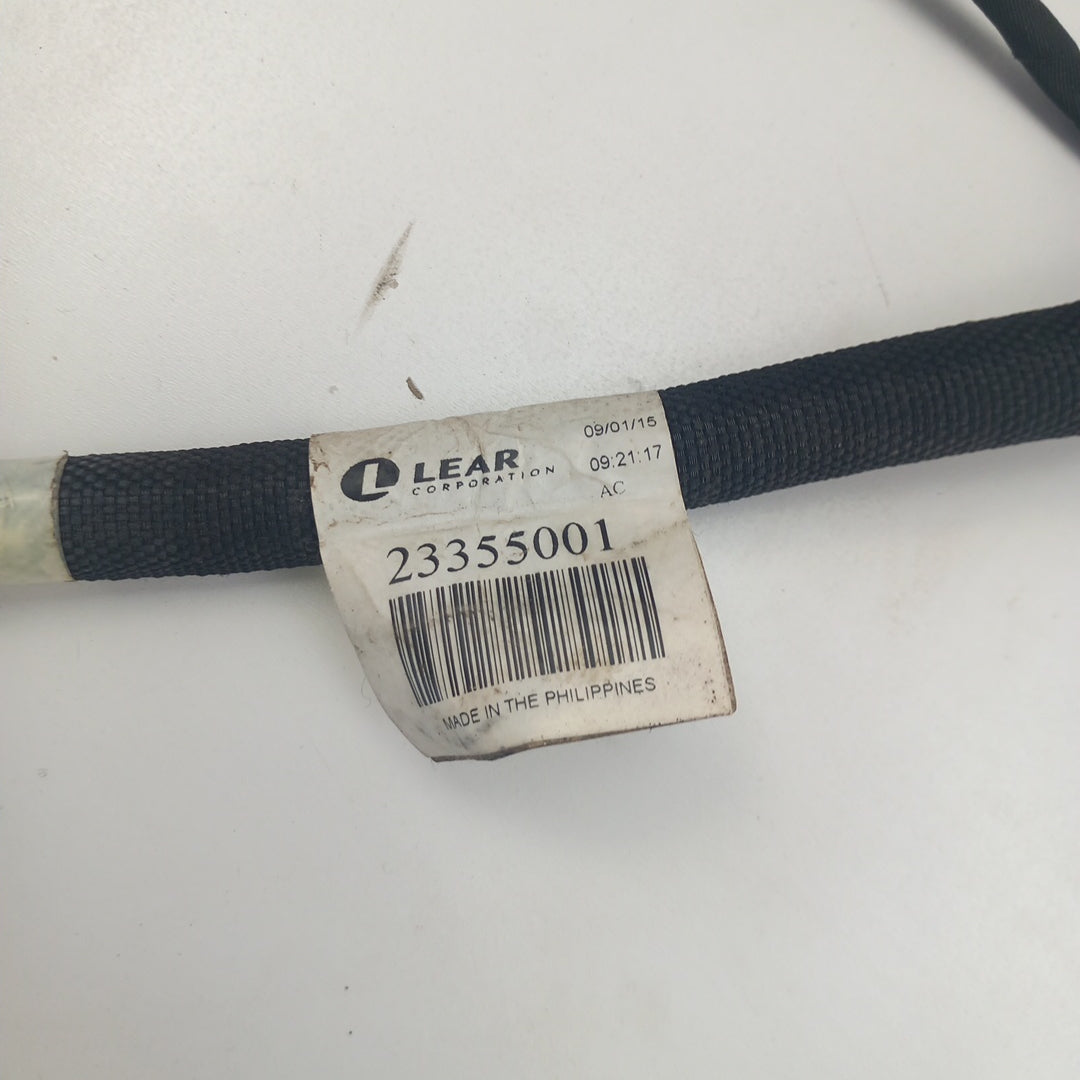 LEAR
CORPORATION
09/01/15
09:21:17
AC
23355001
MADE IN THE PHILIPPINES